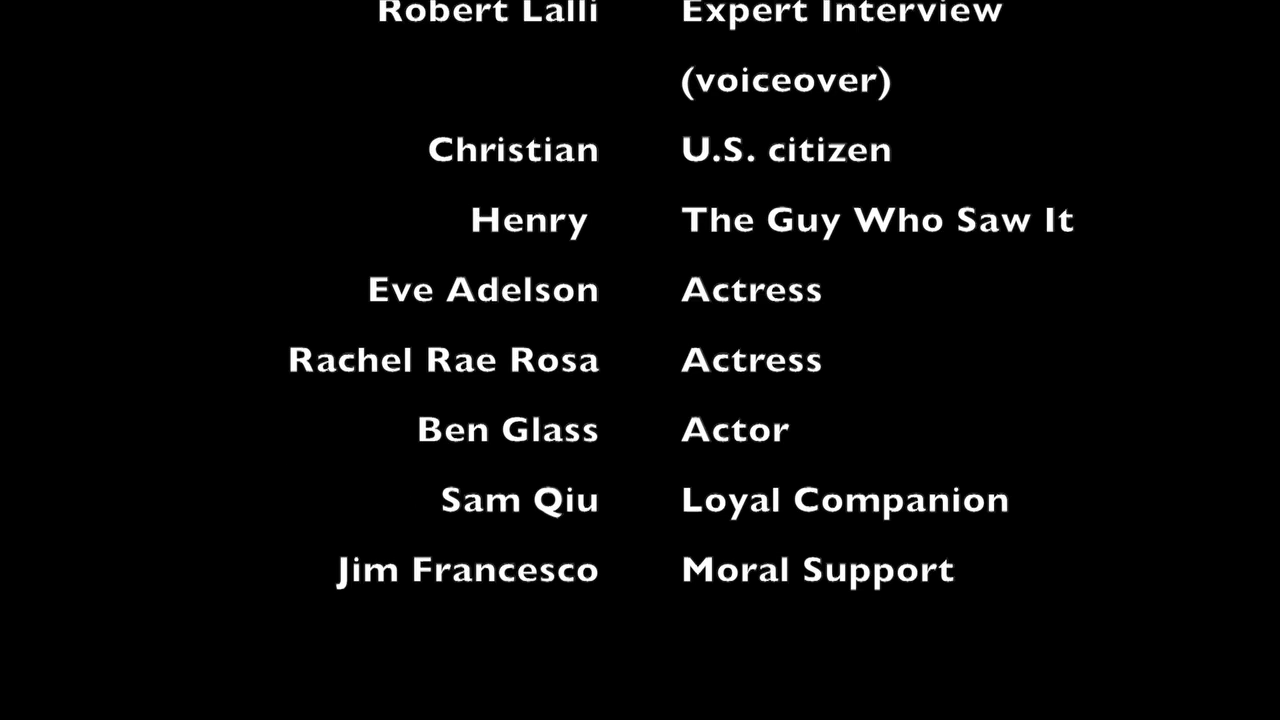 Robert Lalli Expert Interview
(voiceover)
Christian U.S. citizen
Henry The Guy Who Saw It
Eve Adelson Actress
Rachel Rae Rosa Actress
Ben Glass Actor
Sam Qiu Loyal Companion
Jim Francesco Moral Support